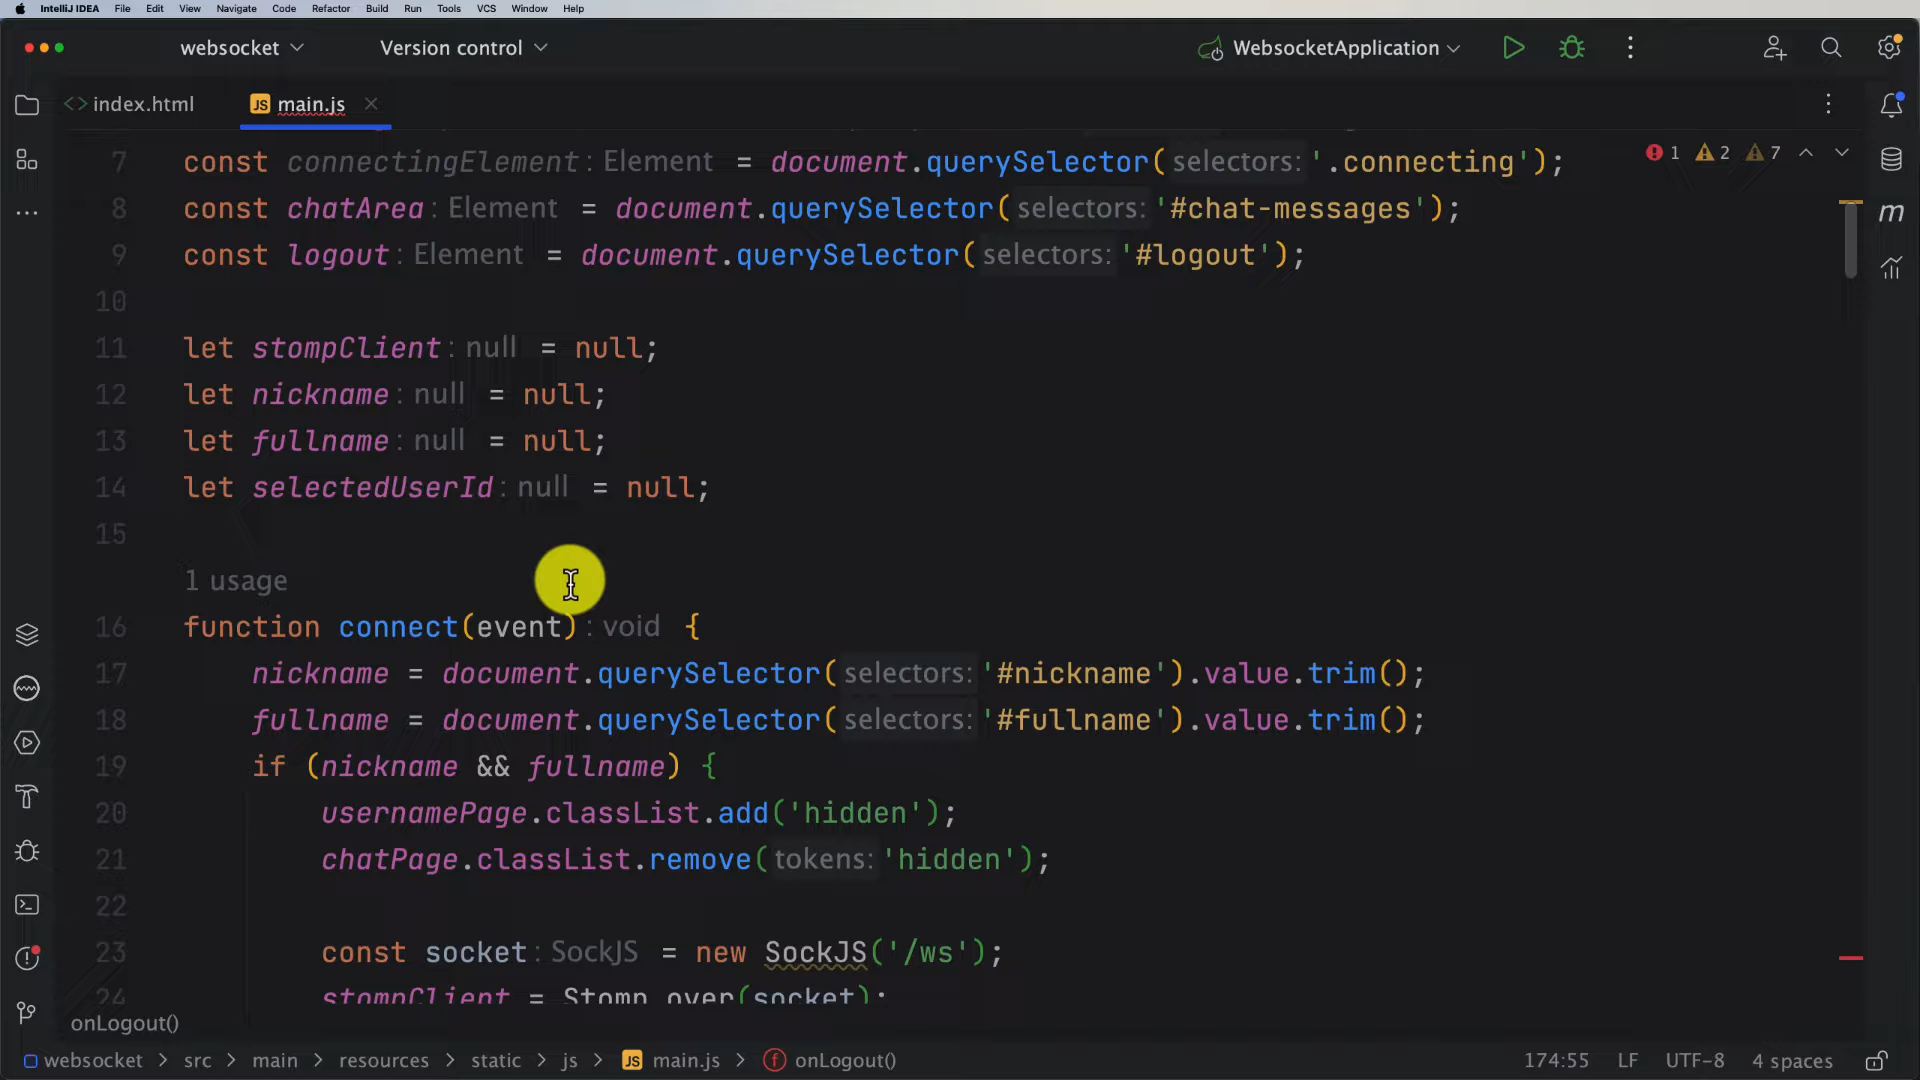 IntelliJ IDEA File Edit View Navigate Code Refactor Build Run Tools VCS Window Help
websocket Version control WebsocketApplication
index.html JS main.js
7 const connectingElement: Element = document.querySelector( selectors: '.connecting');
1 2 7
8 const chatArea: Element = document.querySelector( selectors: '#chat-messages');
9 const logout: Element = document.querySelector( selectors: '#logout');
10
11 let stompClient: null = null;
12 let nickname: null = null;
13 let fullname: null = null;
14 let selectedUserId: null = null;
15
1 usage
16 function connect(event): void {
17 nickname = document.querySelector( selectors: '#nickname').value.trim();
18 fullname = document.querySelector( selectors: '#fullname').value.trim();
19 if (nickname && fullname) {
20 usernamePage.classList.add('hidden');
21 chatPage.classList.remove( tokens: 'hidden');
22
23 const socket: SockJS = new SockJS('/ws');
24 stompClient = Stomp.over(socket);
onLogout()
websocket > src > main > resources > static > js > JS main.js > f onLogout() 174:55 LF UTF-8 4 spaces